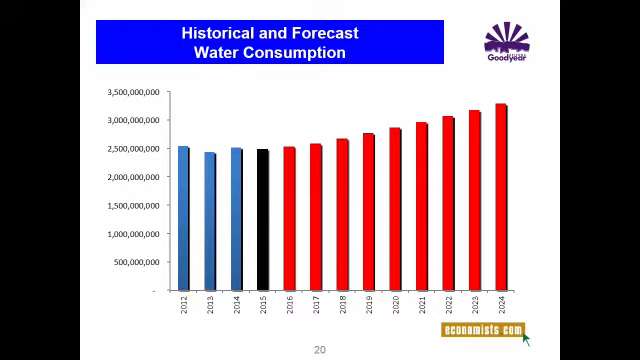 Historical and Forecast
Water Consumption
Goodyear
3,500,000,000
3,000,000,000
2,500,000,000
2,000,000,000
1,500,000,000
1,000,000,000
500,000,000
-
2012 2013 2014 2015 2016 2017 2018 2019 2020 2021 2022 2023 2024
economists.com
20